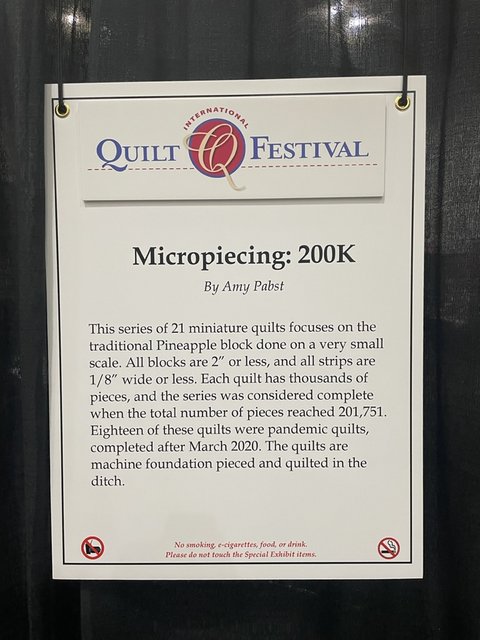 INTERNATIONAL
QUILT Q FESTIVAL
Micropiecing: 200K
By Amy Pabst
This series of 21 miniature quilts focuses on the
traditional Pineapple block done on a very small
scale. All blocks are 2” or less, and all strips are
1/8” wide or less. Each quilt has thousands of
pieces, and the series was considered complete
when the total number of pieces reached 201,751.
Eighteen of these quilts were pandemic quilts,
completed after March 2020. The quilts are
machine foundation pieced and quilted in the
ditch.
No smoking, e-cigarettes, food, or drink.
Please do not touch the Special Exhibit items.